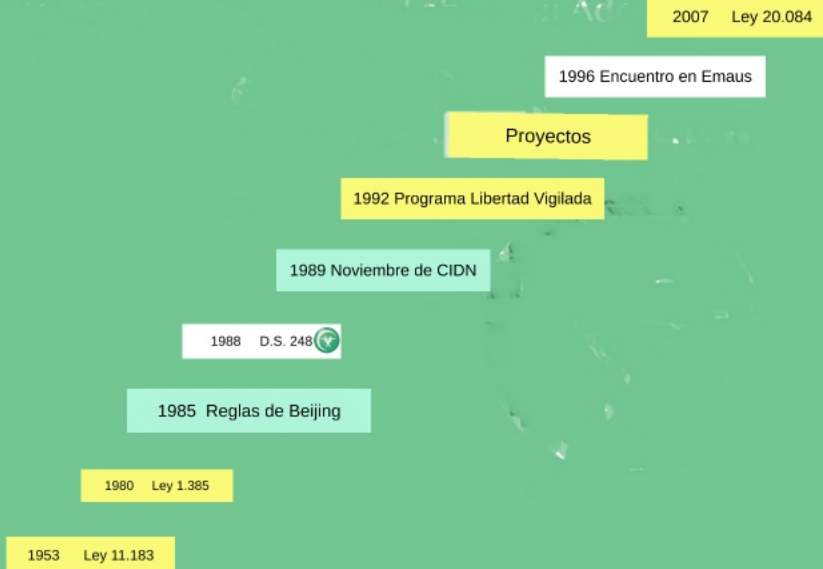 2007 Ley 20.084
1996 Encuentro en Emaus
Proyectos
1992 Programa Libertad Vigilada
1989 Noviembre de CIDN
1988 D.S. 248
1985 Reglas de Beijing
1980 Ley 1.385
1953 Ley 11.183